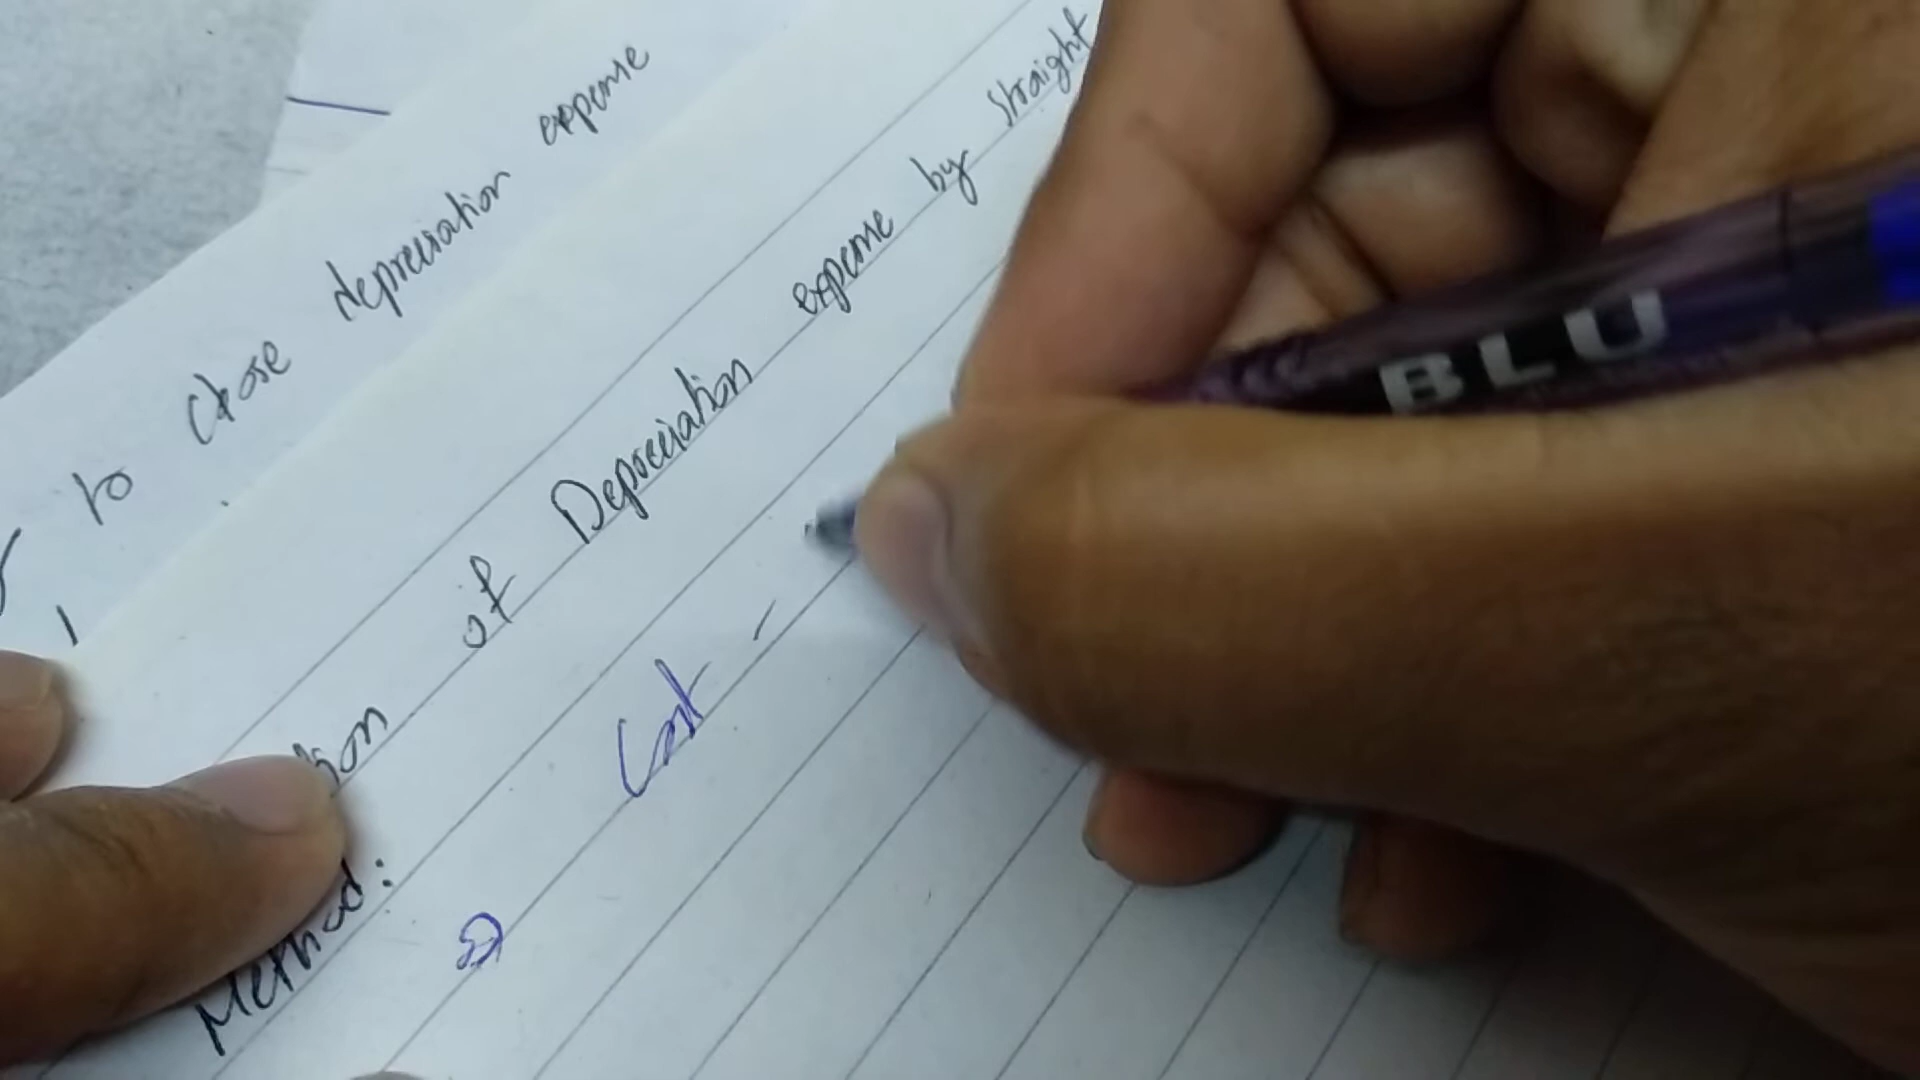 to close depreciation expense
of Depreciation expense by straight
Method:
Cost -
BLU